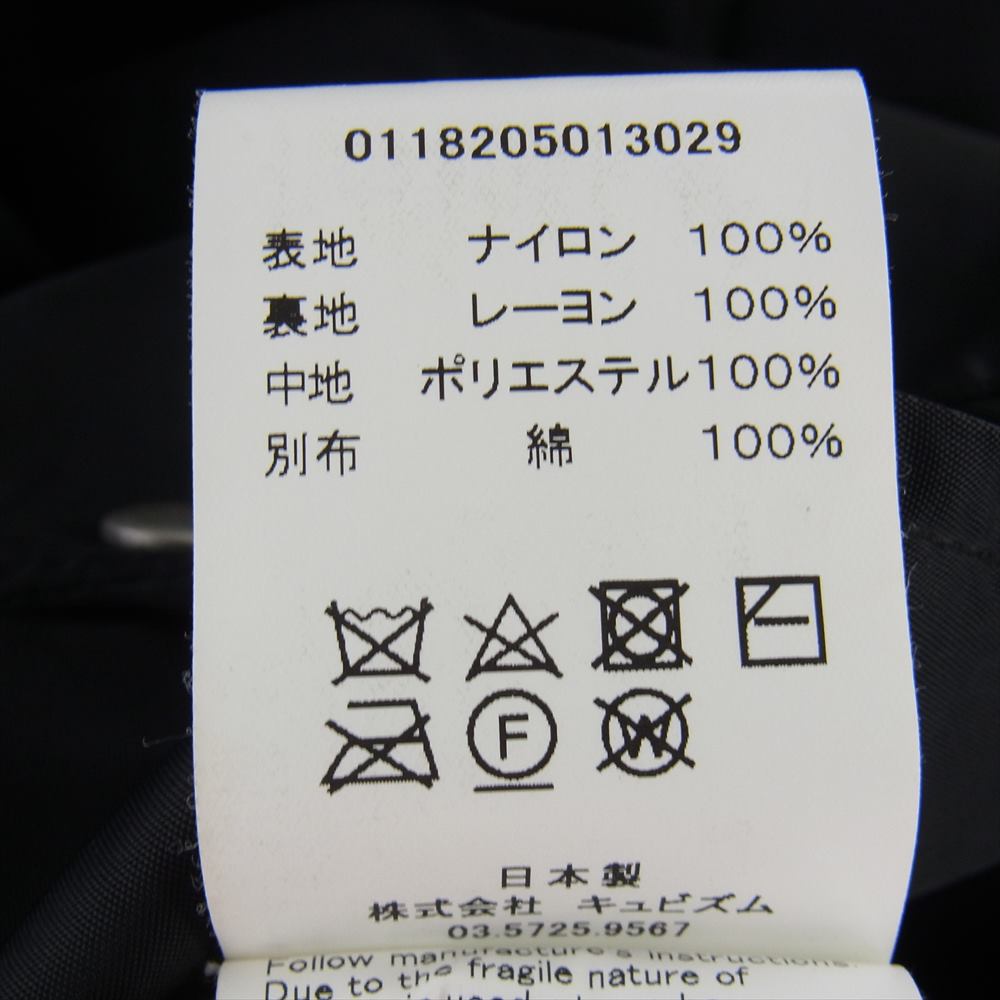 0118205013029
表地 ナイロン 100%
裏地 レーヨン 100%
中地 ポリエステル100%
別布 綿 100%
F W
日本製
株式会社 キュビズム
03.5725.9567
Follow manufacture's instructions.
Due to the fragile nature of